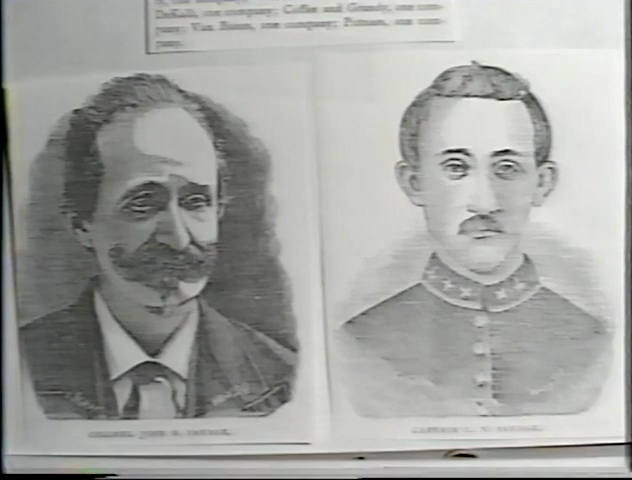 DeKalb, one company; Coffee and Grundy, one com-
pany; Van Buren, one company; Putnam, one com-
pany.
COLONEL JOHN H. SAVAGE.
CAPTAIN L. N. SAVAGE.